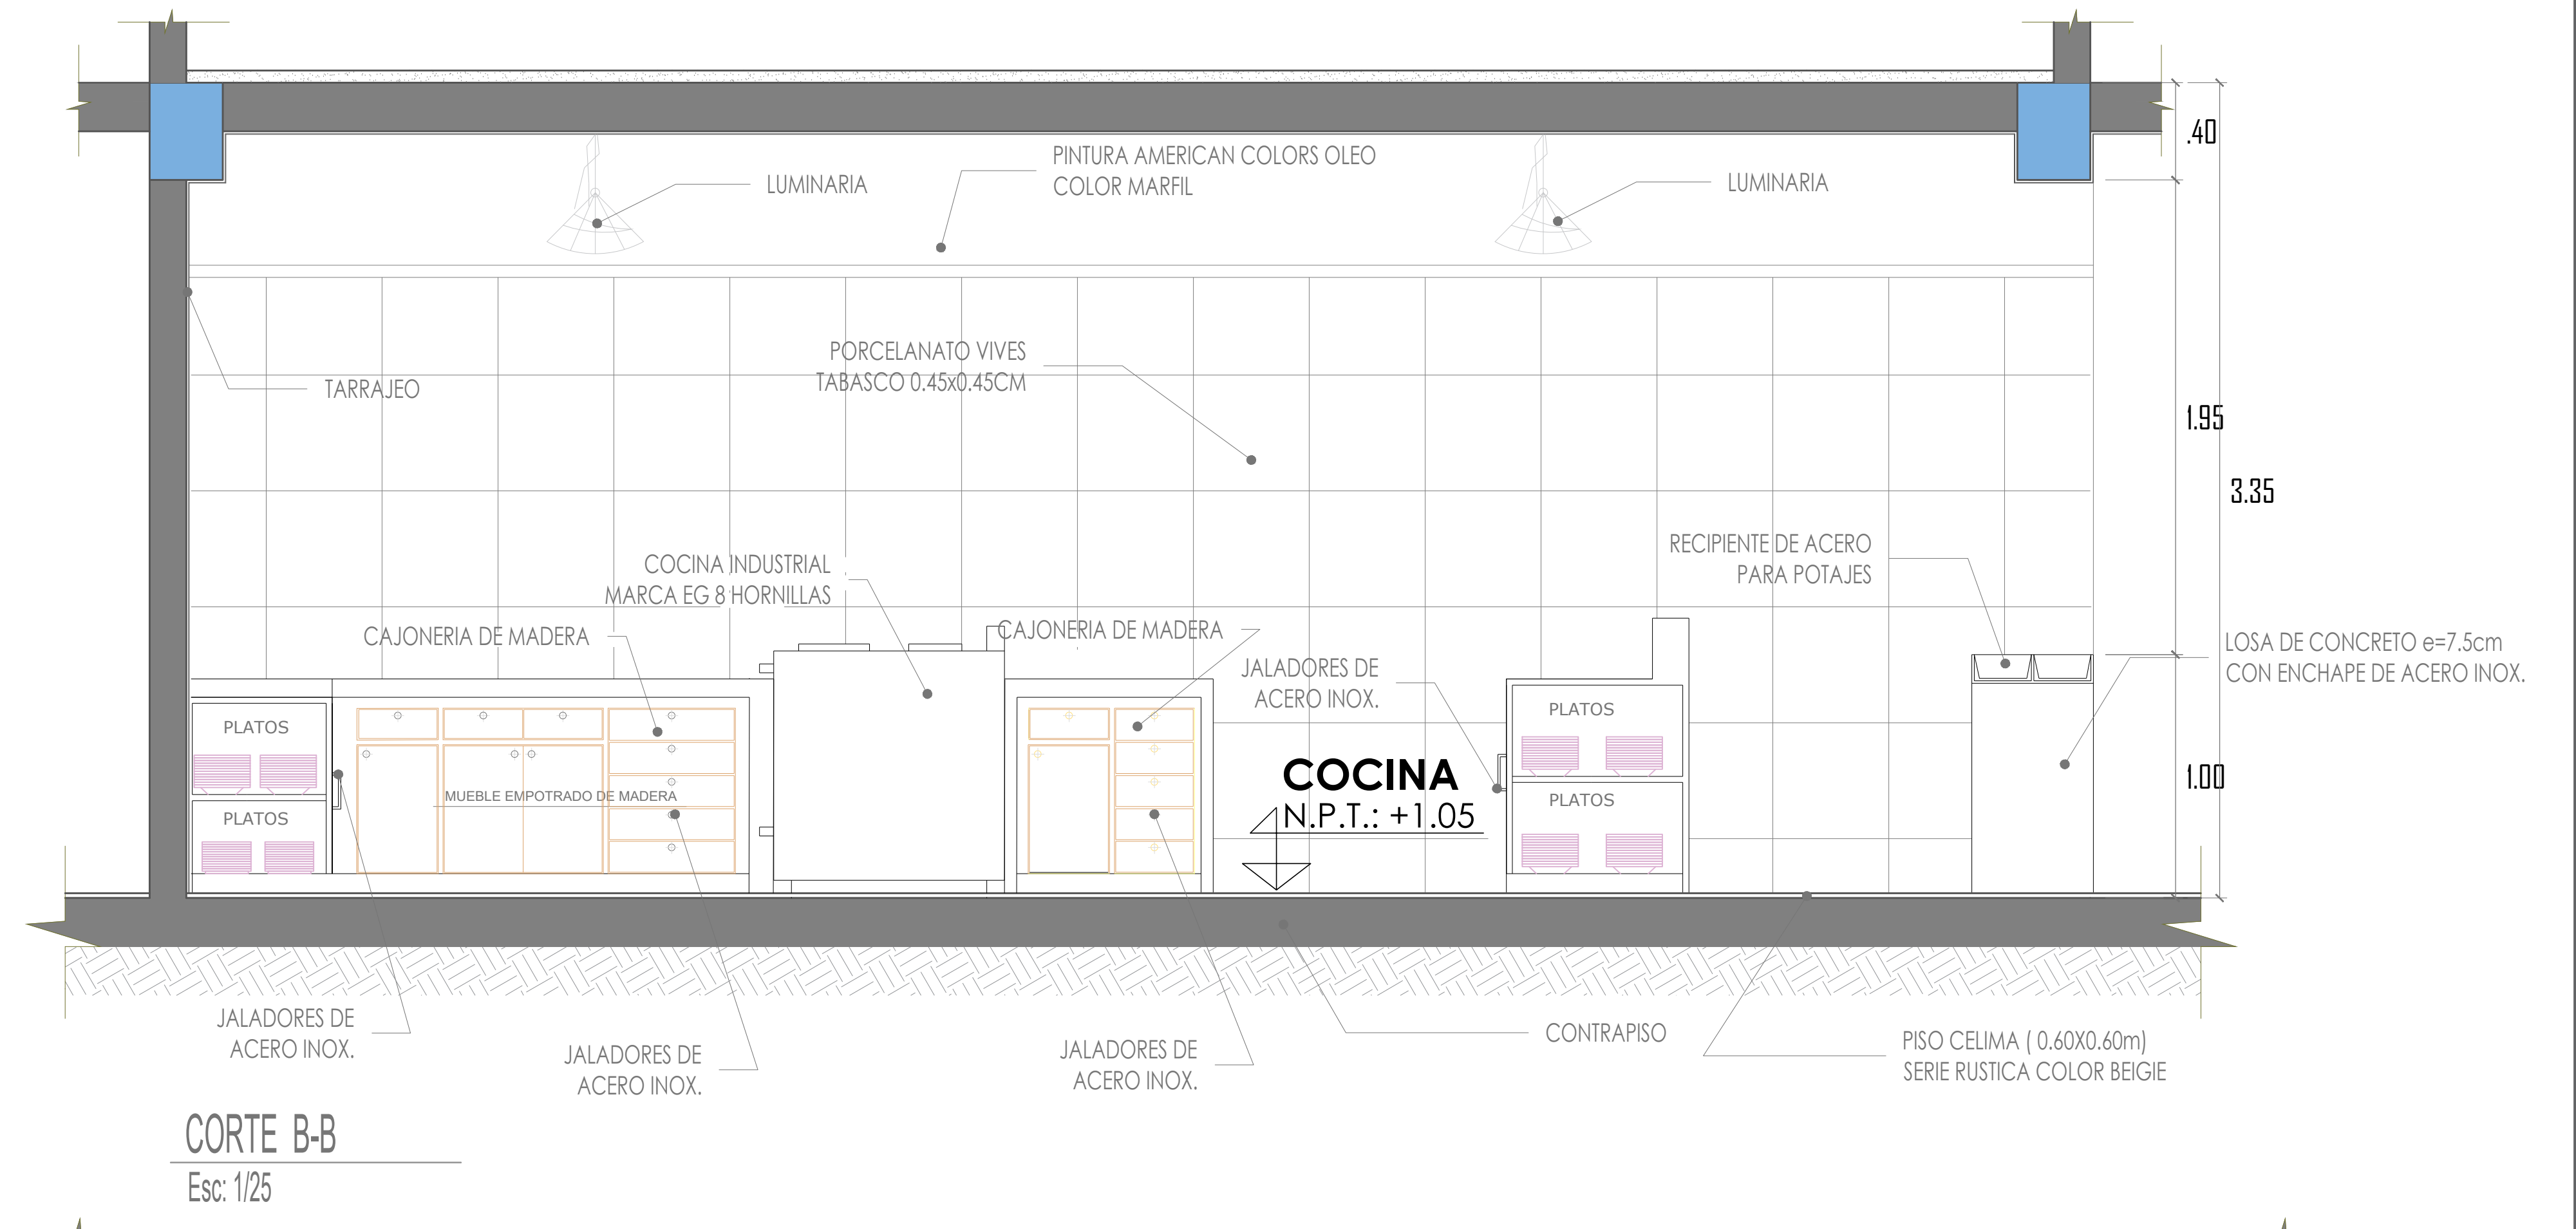 .40
LUMINARIA
PINTURA AMERICAN COLORS OLEO
COLOR MARFIL
LUMINARIA
TARRAJEO
PORCELANATO VIVES
TABASCO 0.45x0.45CM
1.95
3.35
COCINA INDUSTRIAL
MARCA EG 8 HORNILLAS
RECIPIENTE DE ACERO
PARA POTAJES
CAJONERIA DE MADERA
CAJONERIA DE MADERA
JALADORES DE
ACERO INOX.
LOSA DE CONCRETO e=7.5cm
CON ENCHAPE DE ACERO INOX.
PLATOS
PLATOS
MUEBLE EMPOTRADO DE MADERA
COCINA
N.P.T.: +1.05
PLATOS
PLATOS
1.00
JALADORES DE
ACERO INOX.
JALADORES DE
ACERO INOX.
JALADORES DE
ACERO INOX.
CONTRAPISO
PISO CELIMA ( 0.60X0.60m)
SERIE RUSTICA COLOR BEIGIE
CORTE B-B
Esc: 1/25